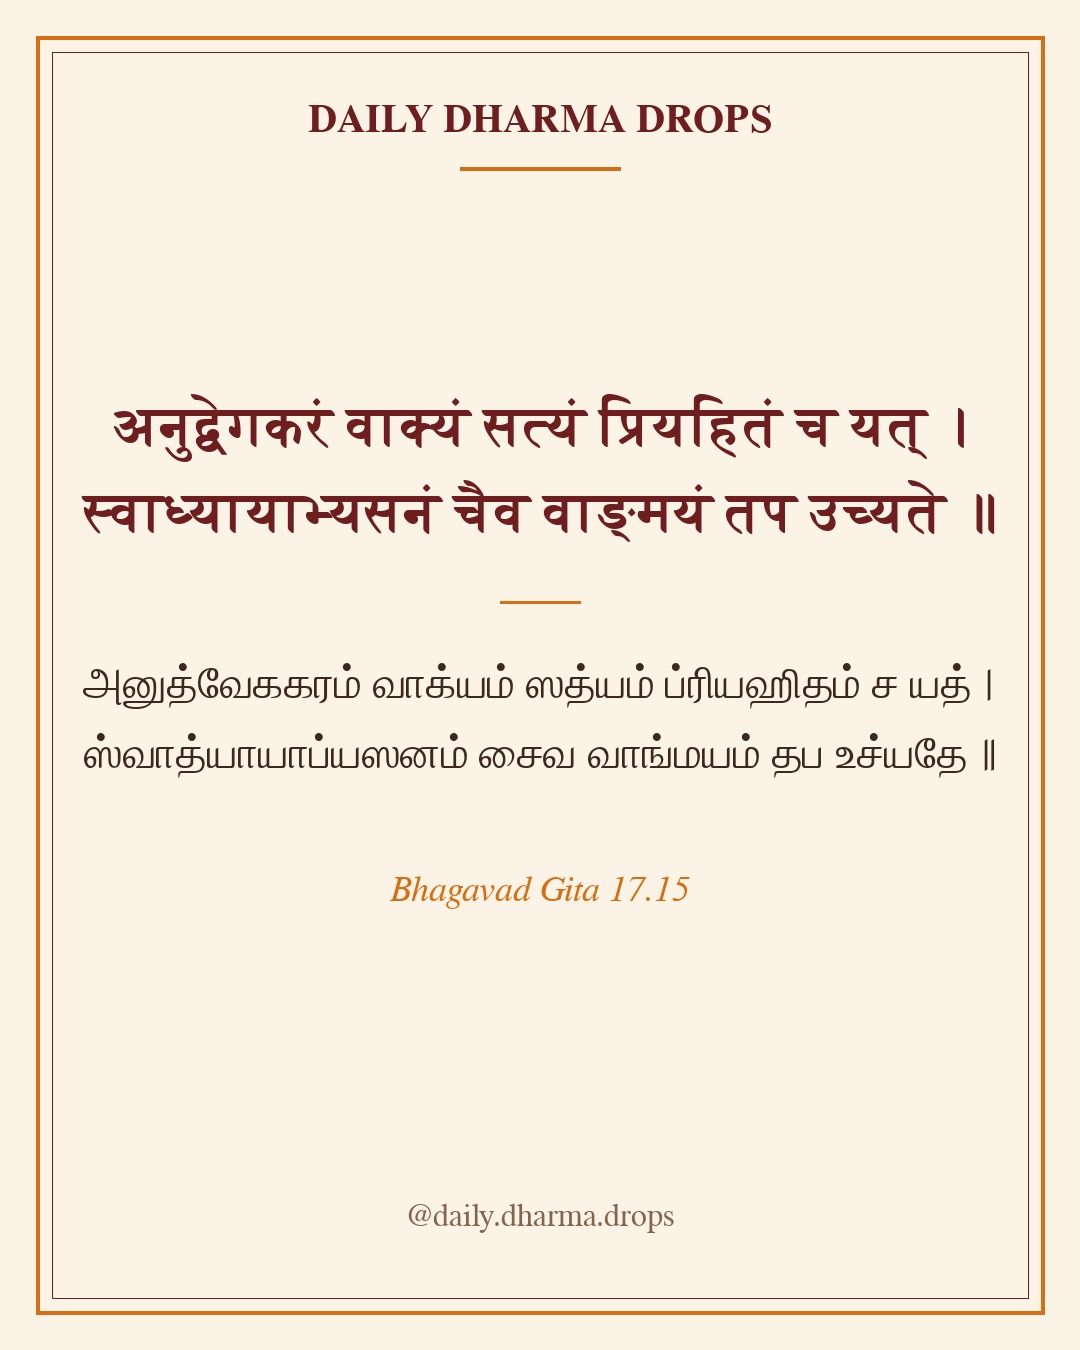 DAILY DHARMA DROPS
अनुद्वेगकरं वाक्यं सत्यं प्रियहितं च यत् ।
स्वाध्यायाभ्यसनं चैव वाङ्मयं तप उच्यते ॥
அனுத்வேககரம் வாக்யம் ஸத்யம் ப்ரியஹிதம் ச யத் ।
ஸ்வாத்யாயாப்யஸனம் சைவ வாங்மயம் தப உச்யதே ॥
Bhagavad Gita 17.15
@daily.dharma.drops